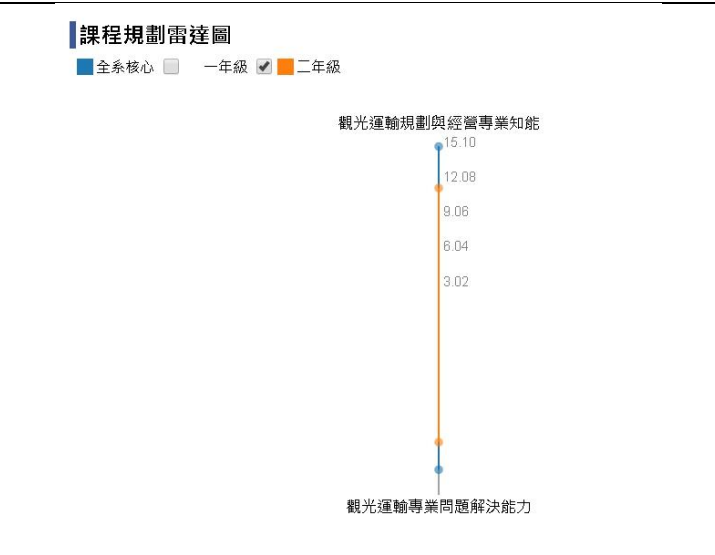 課程規劃雷達圖
全系核心 一年級 二年級
觀光運輸規劃與經營專業知能
15.10
12.08
9.06
6.04
3.02
觀光運輸專業問題解決能力